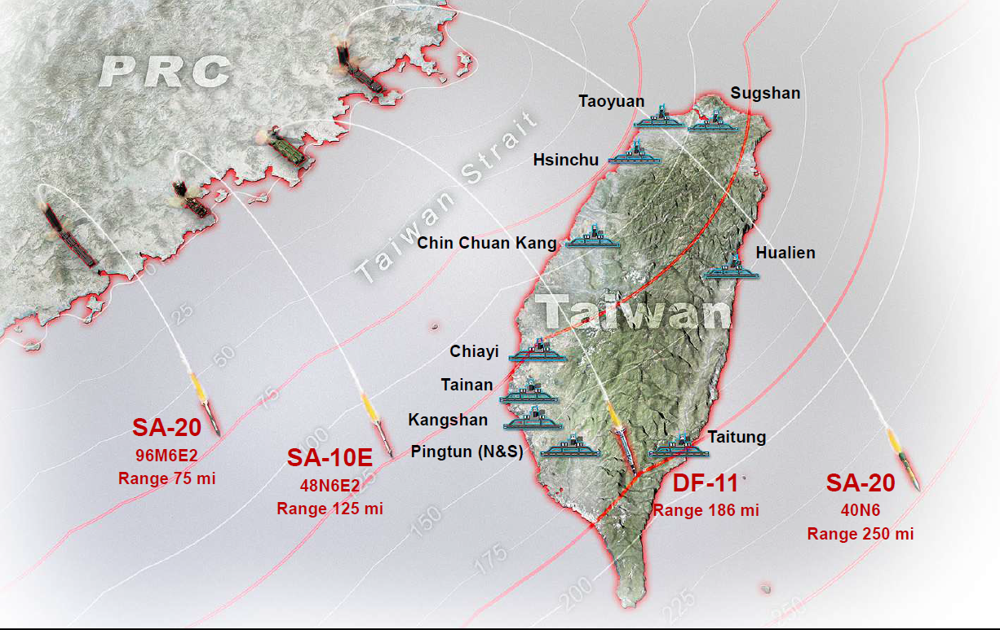 PRC
Taiwan Strait
Sugshan
Taoyuan
Hsinchu
Chin Chuan Kang
Hualien
Taiwan
Chiayi
Tainan
Kangshan
Pingtun (N&S)
Taitung
SA-20
96M6E2
Range 75 mi
SA-10E
48N6E2
Range 125 mi
DF-11
Range 186 mi
SA-20
40N6
Range 250 mi
25
50
75
100
150
175
200
225
250